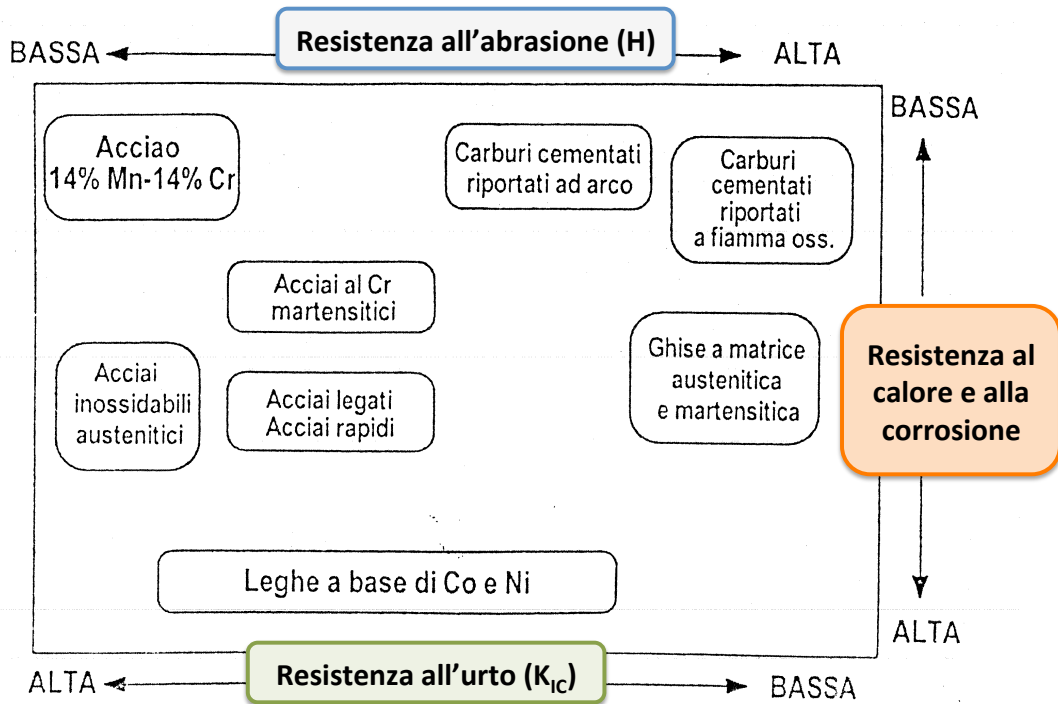 Resistenza all'abrasione (H)
BASSA
ALTA
BASSA
Acciao
14% Mn-14% Cr
Carburi cementati
riportati ad arco
Carburi
cementati
riportati
a fiamma oss.
Acciai al Cr
martensitici
Ghise a matrice
austenitica
e martensitica
Resistenza al
calore e alla
corrosione
Acciai
inossidabili
austenitici
Acciai legati
Acciai rapidi
Leghe a base di Co e Ni
ALTA
Resistenza all'urto (K_IC)
ALTA
BASSA